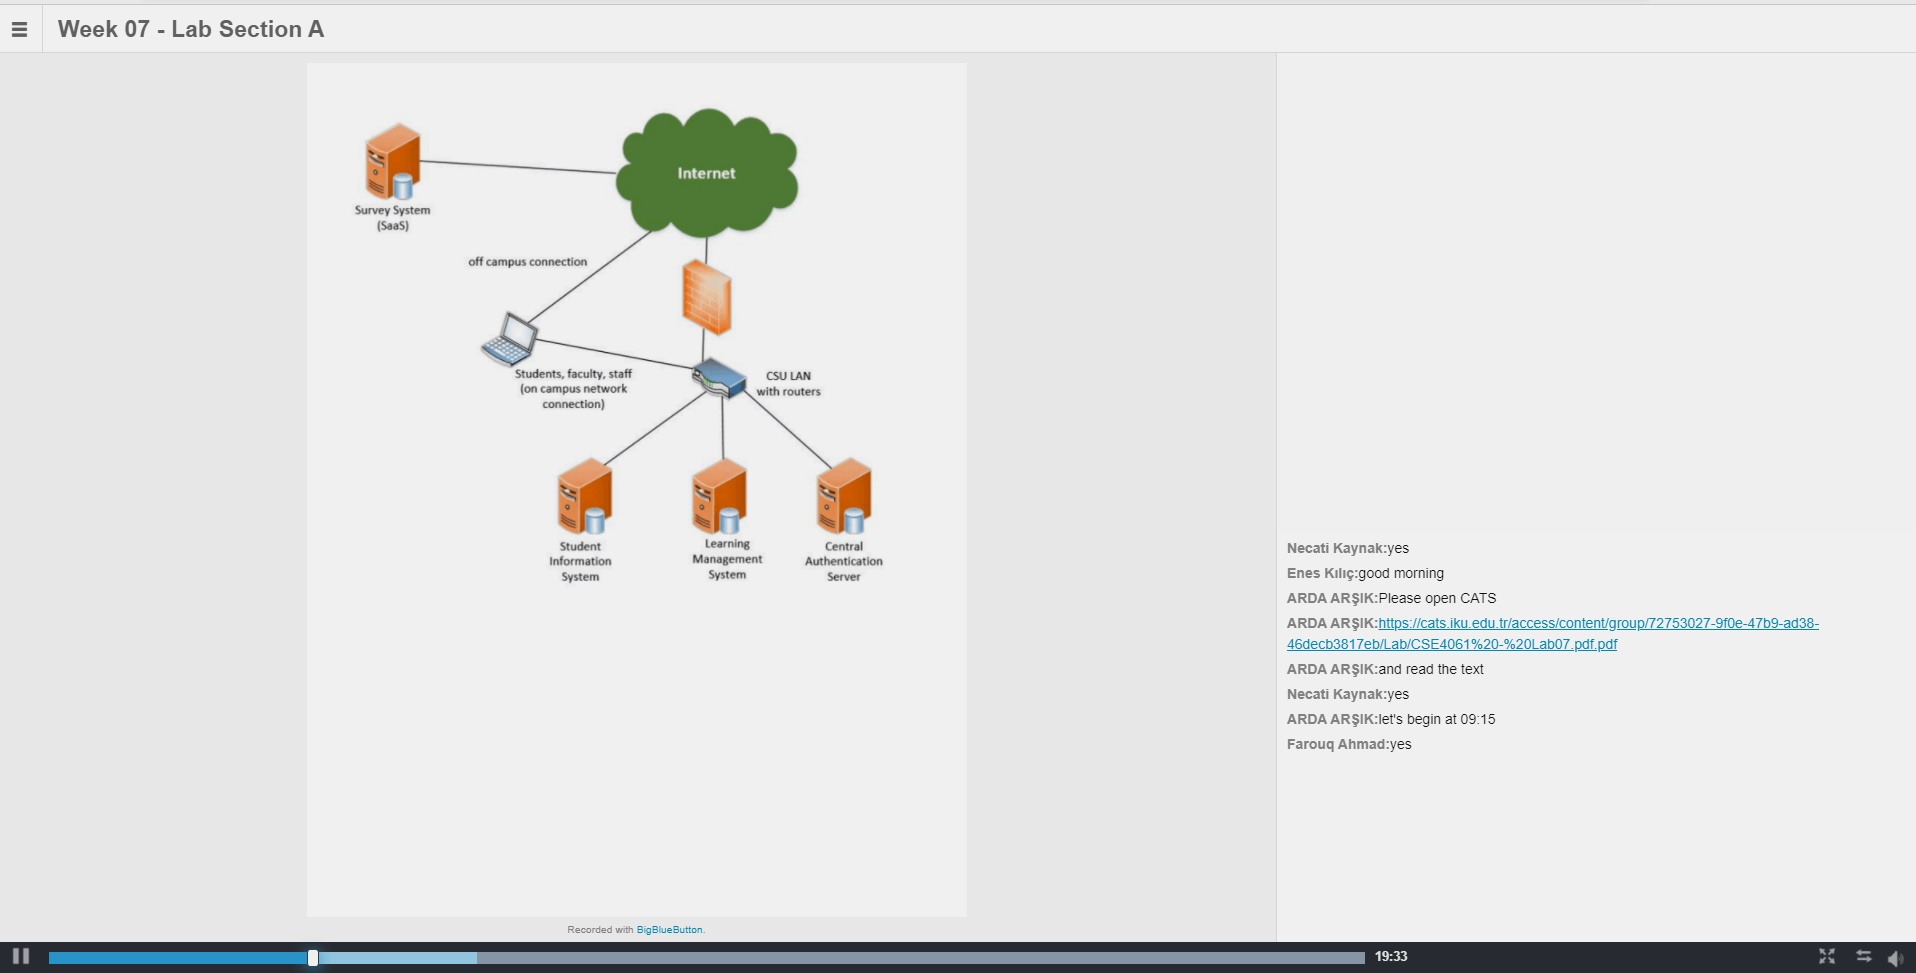 Week 07 - Lab Section A
Internet
Survey System
(SaaS)
off campus connection
Students, faculty, staff
(on campus network
connection)
CSU LAN
with routers
Student
Information
System
Learning
Management
System
Central
Authentication
Server
Recorded with BigBlueButton.
Necati Kaynak:yes
Enes Kılıç:good morning
ARDA ARŞIK:Please open CATS
ARDA ARŞIK:https://cats.iku.edu.tr/access/content/group/72753027-9f0e-47b9-ad38-
46decb3817eb/Lab/CSE4061%20-%20Lab07.pdf.pdf
ARDA ARŞIK:and read the text
Necati Kaynak:yes
ARDA ARŞIK:let's begin at 09:15
Farouq Ahmad:yes
19:33